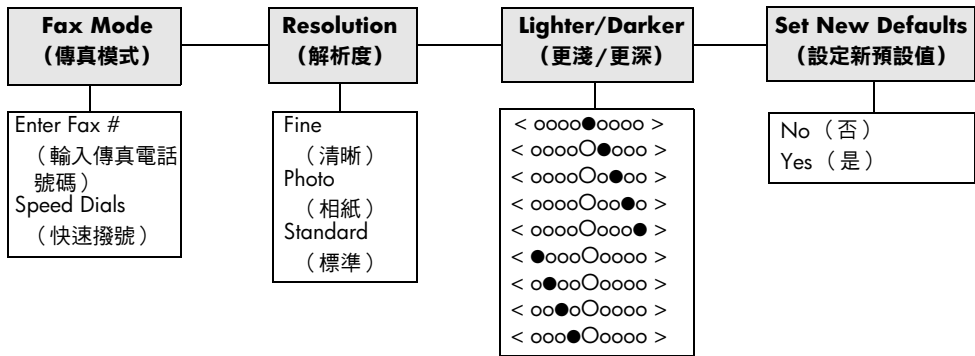 Fax Mode
（傳真模式）
Enter Fax #
（輸入傳真電話
號碼）
Speed Dials
（快速撥號）
Resolution
（解析度）
Fine
（清晰）
Photo
（相紙）
Standard
（標準）
Lighter/Darker
（更淺/更深）
< oooo●oooo >
< ooooO●ooo >
< ooooOo●oo >
< ooooOoo●o >
< ooooOooo● >
< ●oooOoooo >
< o●ooOoooo >
< oo●oOoooo >
< ooo●Ooooo >
Set New Defaults
（設定新預設值）
No（否）
Yes（是）